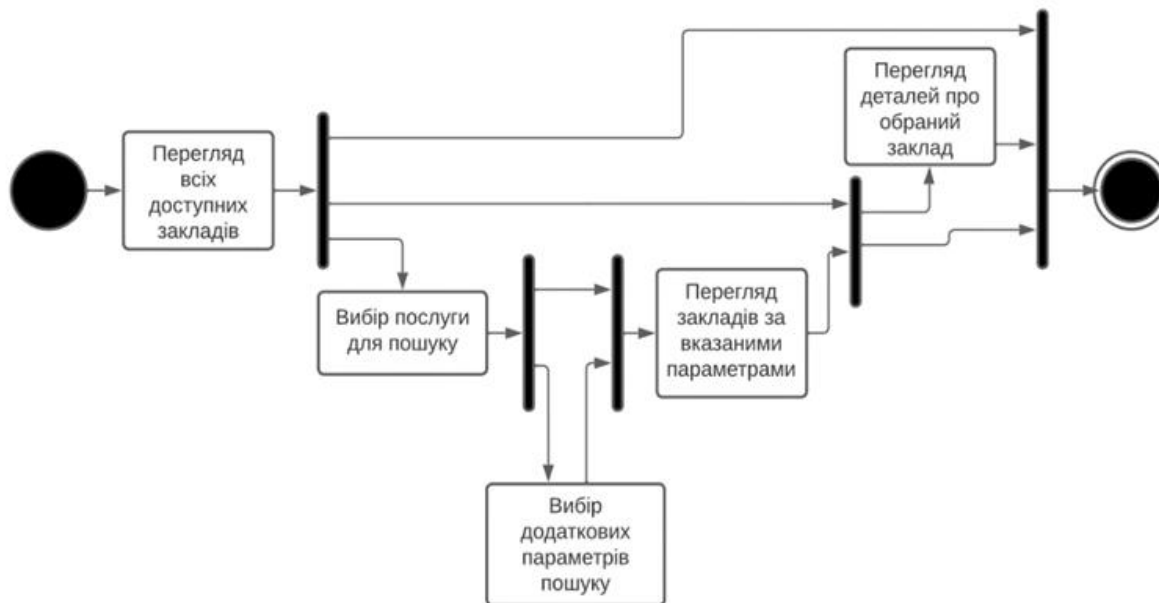 Перегляд
всіх
доступних
закладів
Вибір послуги
для пошуку
Вибір
додаткових
параметрів
пошуку
Перегляд
закладів за
вказаними
параметрами
Перегляд
деталей про
обраний
заклад